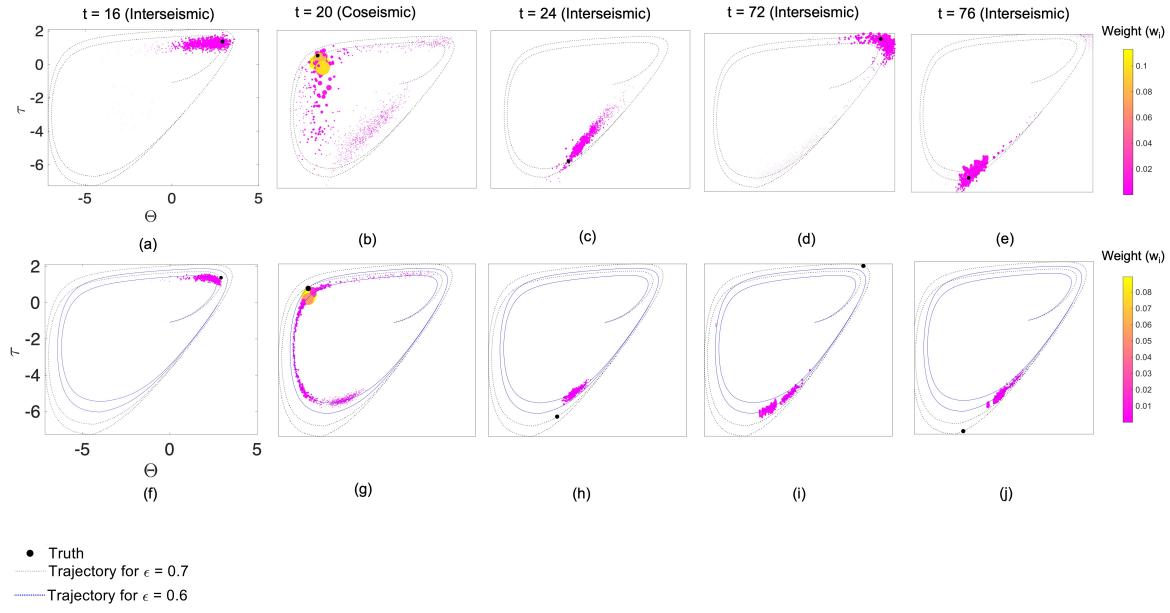 t = 16 (Interseismic)
t = 20 (Coseismic)
t = 24 (Interseismic)
t = 72 (Interseismic)
t = 76 (Interseismic)
Weight (wᵢ)
2
0
-2
-4
-6
τ
-5
0
5
Θ
0.1
0.08
0.06
0.04
0.02
(a)
(b)
(c)
(d)
(e)
Weight (wᵢ)
2
0
-2
-4
-6
τ
-5
0
5
Θ
0.08
0.07
0.06
0.05
0.04
0.03
0.02
0.01
(f)
(g)
(h)
(i)
(j)
Truth
Trajectory for ϵ = 0.7
Trajectory for ϵ = 0.6